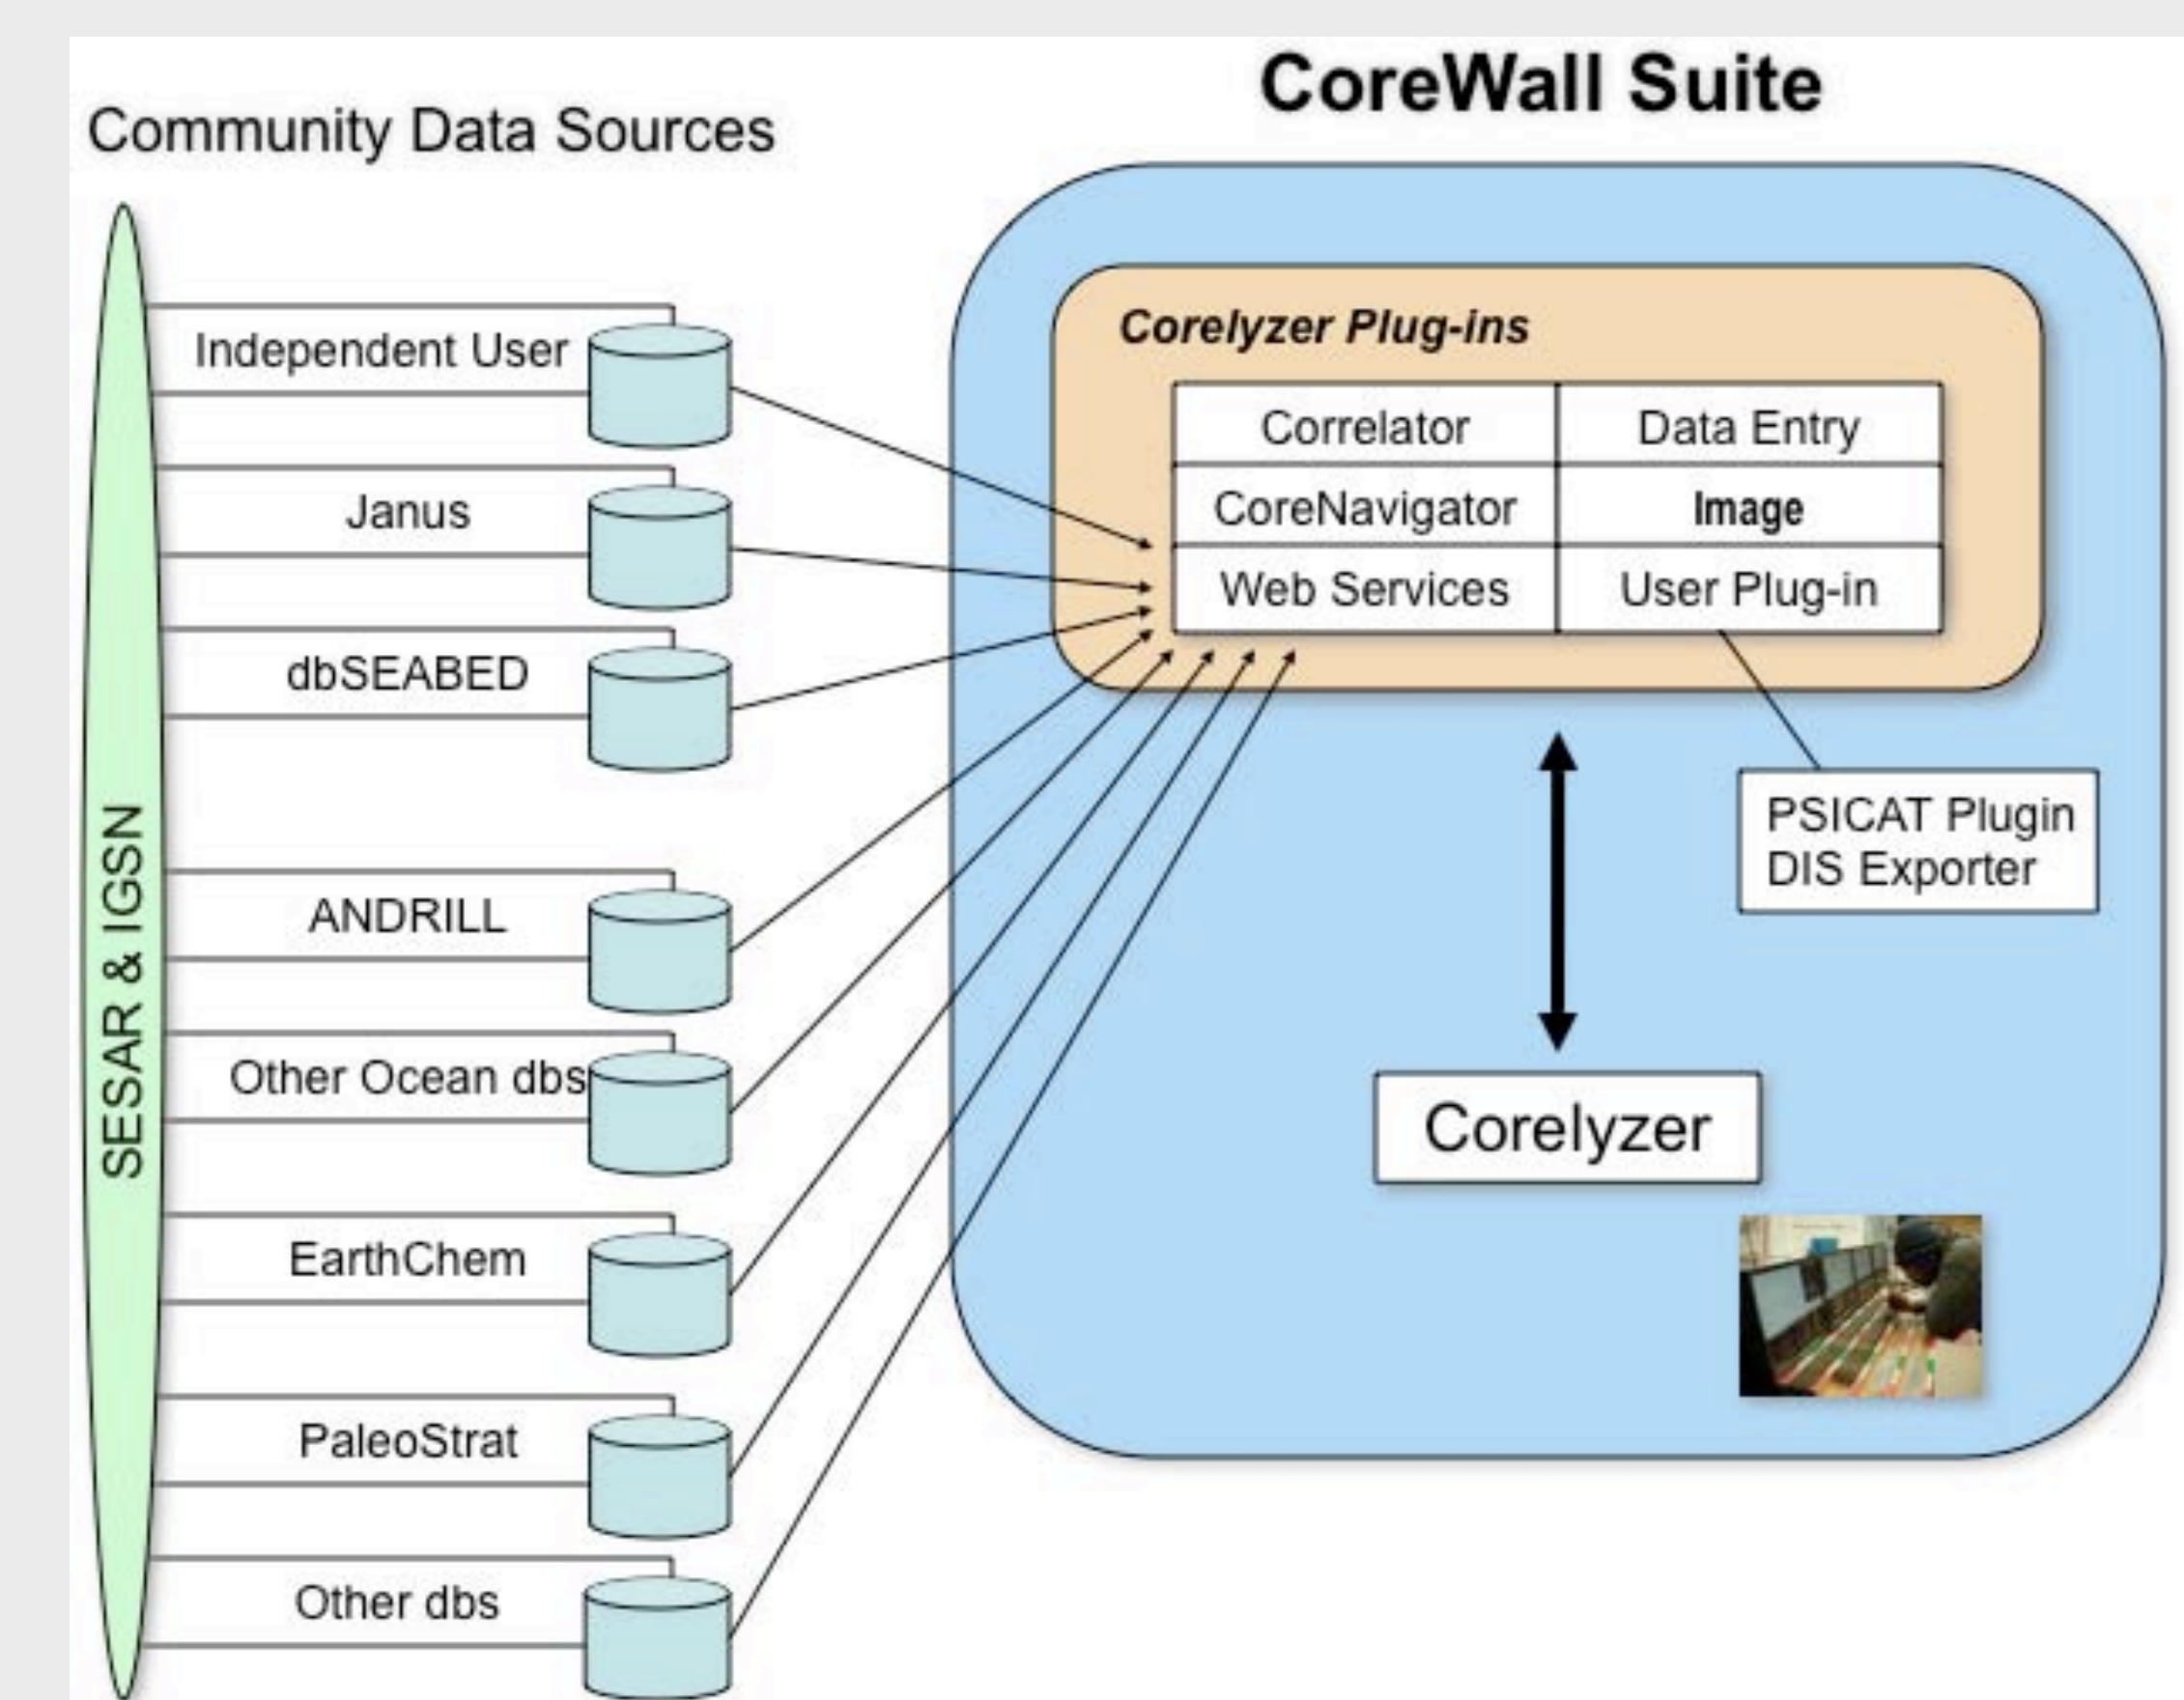 CoreWall Suite
Community Data Sources
SESAR & IGSN
Independent User
Janus
dbSEABED
ANDRILL
Other Ocean dbs
EarthChem
PaleoStrat
Other dbs
Corelyzer Plug-ins
Correlator
Data Entry
CoreNavigator
Image
Web Services
User Plug-in
PSICAT Plugin
DIS Exporter
Corelyzer